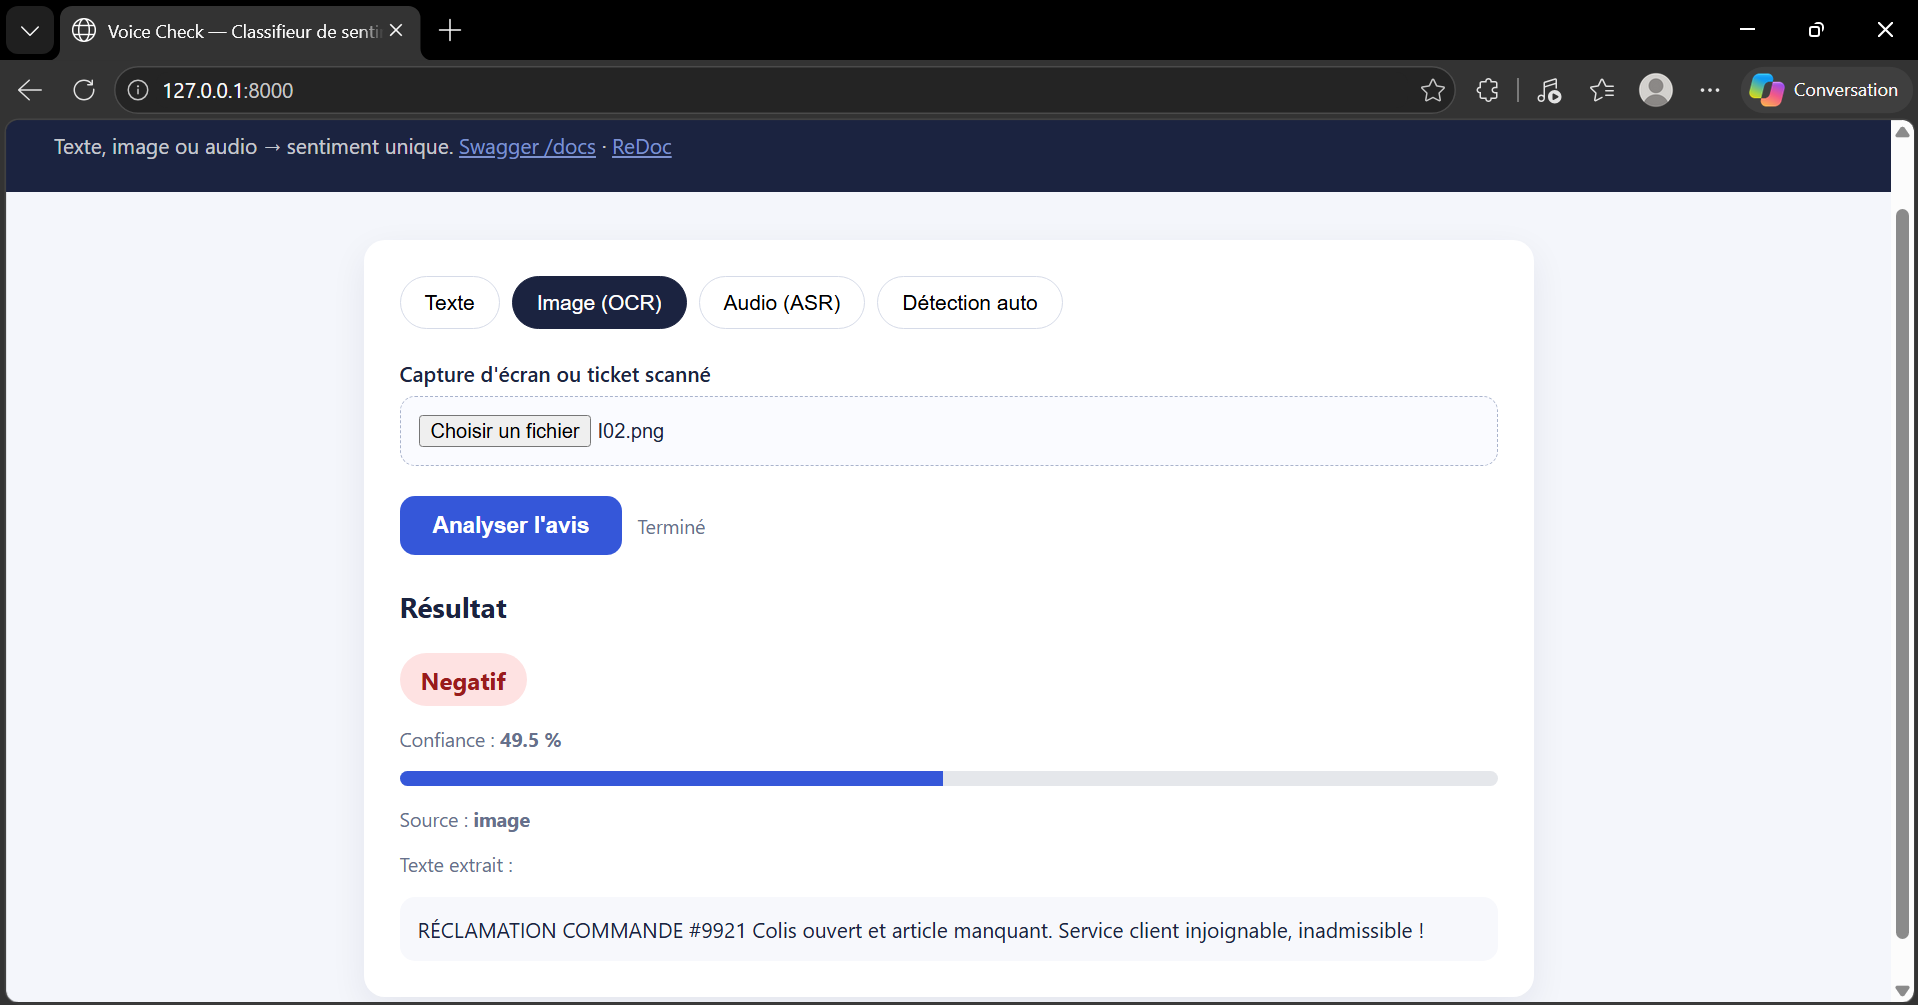 Voice Check — Classifieur de senti
127.0.0.1:8000
Conversation
Texte, image ou audio → sentiment unique. Swagger /docs · ReDoc
Texte
Image (OCR)
Audio (ASR)
Détection auto
Capture d'écran ou ticket scanné
Choisir un fichier I02.png
Analyser l'avis
Terminé
Résultat
Negatif
Confiance : 49.5 %
Source : image
Texte extrait :
RÉCLAMATION COMMANDE #9921 Colis ouvert et article manquant. Service client injoignable, inadmissible !